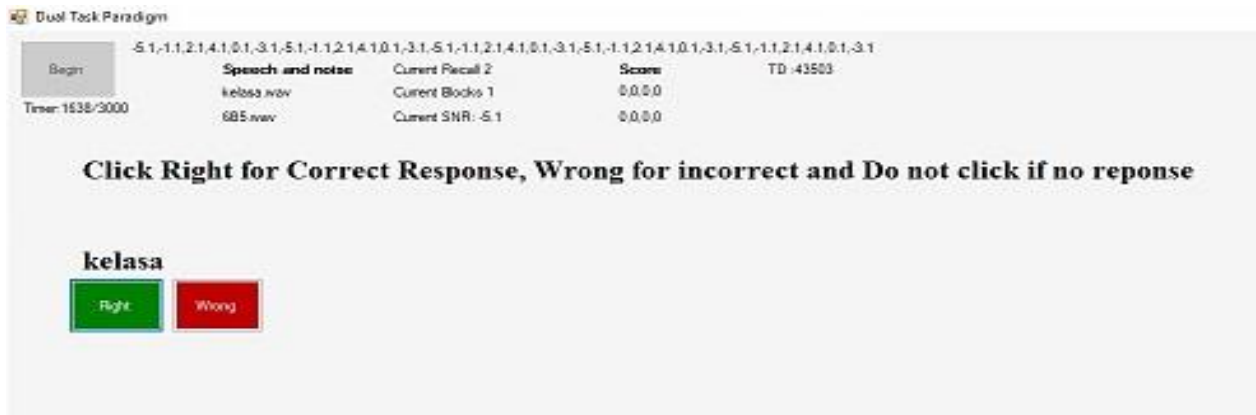 Dual Task Paradigm
-5.1,-1.1,2.1,4.1,0.1,-3.1,-5.1,-1.1,2.1,4.1,0.1,-3.1,-5.1,-1.1,2.1,4.1,0.1,-3.1,-5.1,-1.1,2.1,4.1,0.1,-3.1,-5.1,-1.1,2.1,4.1,0.1,-3.1
Begin Speech and noise Current Recall 2 Score TD :43503
kelasa.wav Current Blocks 1 0,0,0,0
Timer: 1638/3000 685.wav Current SNR: -5.1 0,0,0,0
Click Right for Correct Response, Wrong for incorrect and Do not click if no reponse
kelasa
Right Wrong